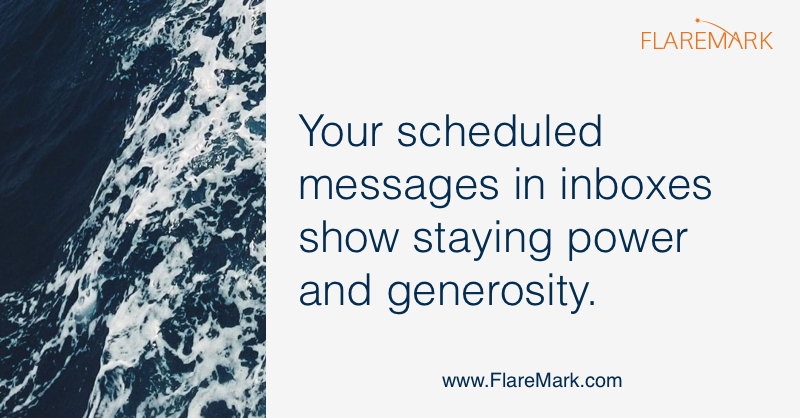 FLAREMARK
Your scheduled
messages in inboxes
show staying power
and generosity.
www.FlareMark.com